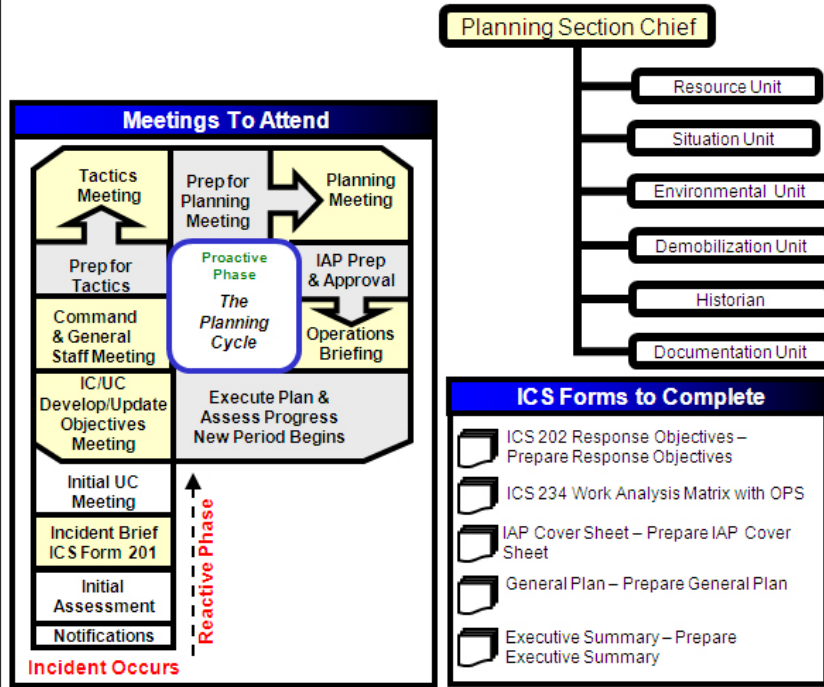 Planning Section Chief
Resource Unit
Situation Unit
Environmental Unit
Demobilization Unit
Historian
Documentation Unit
Meetings To Attend
Tactics
Meeting
Prep for
Planning
Meeting
Planning
Meeting
Prep for
Tactics
Proactive
Phase
The
Planning
Cycle
IAP Prep
& Approval
Command
& General
Staff Meeting
Operations
Briefing
IC/UC
Develop/Update
Objectives
Meeting
Execute Plan &
Assess Progress
New Period Begins
Initial UC
Meeting
Incident Brief
ICS Form 201
Initial
Assessment
Notifications
Reactive Phase
Incident Occurs
ICS Forms to Complete
ICS 202 Response Objectives –
Prepare Response Objectives
ICS 234 Work Analysis Matrix with OPS
IAP Cover Sheet – Prepare IAP Cover
Sheet
General Plan – Prepare General Plan
Executive Summary – Prepare
Executive Summary